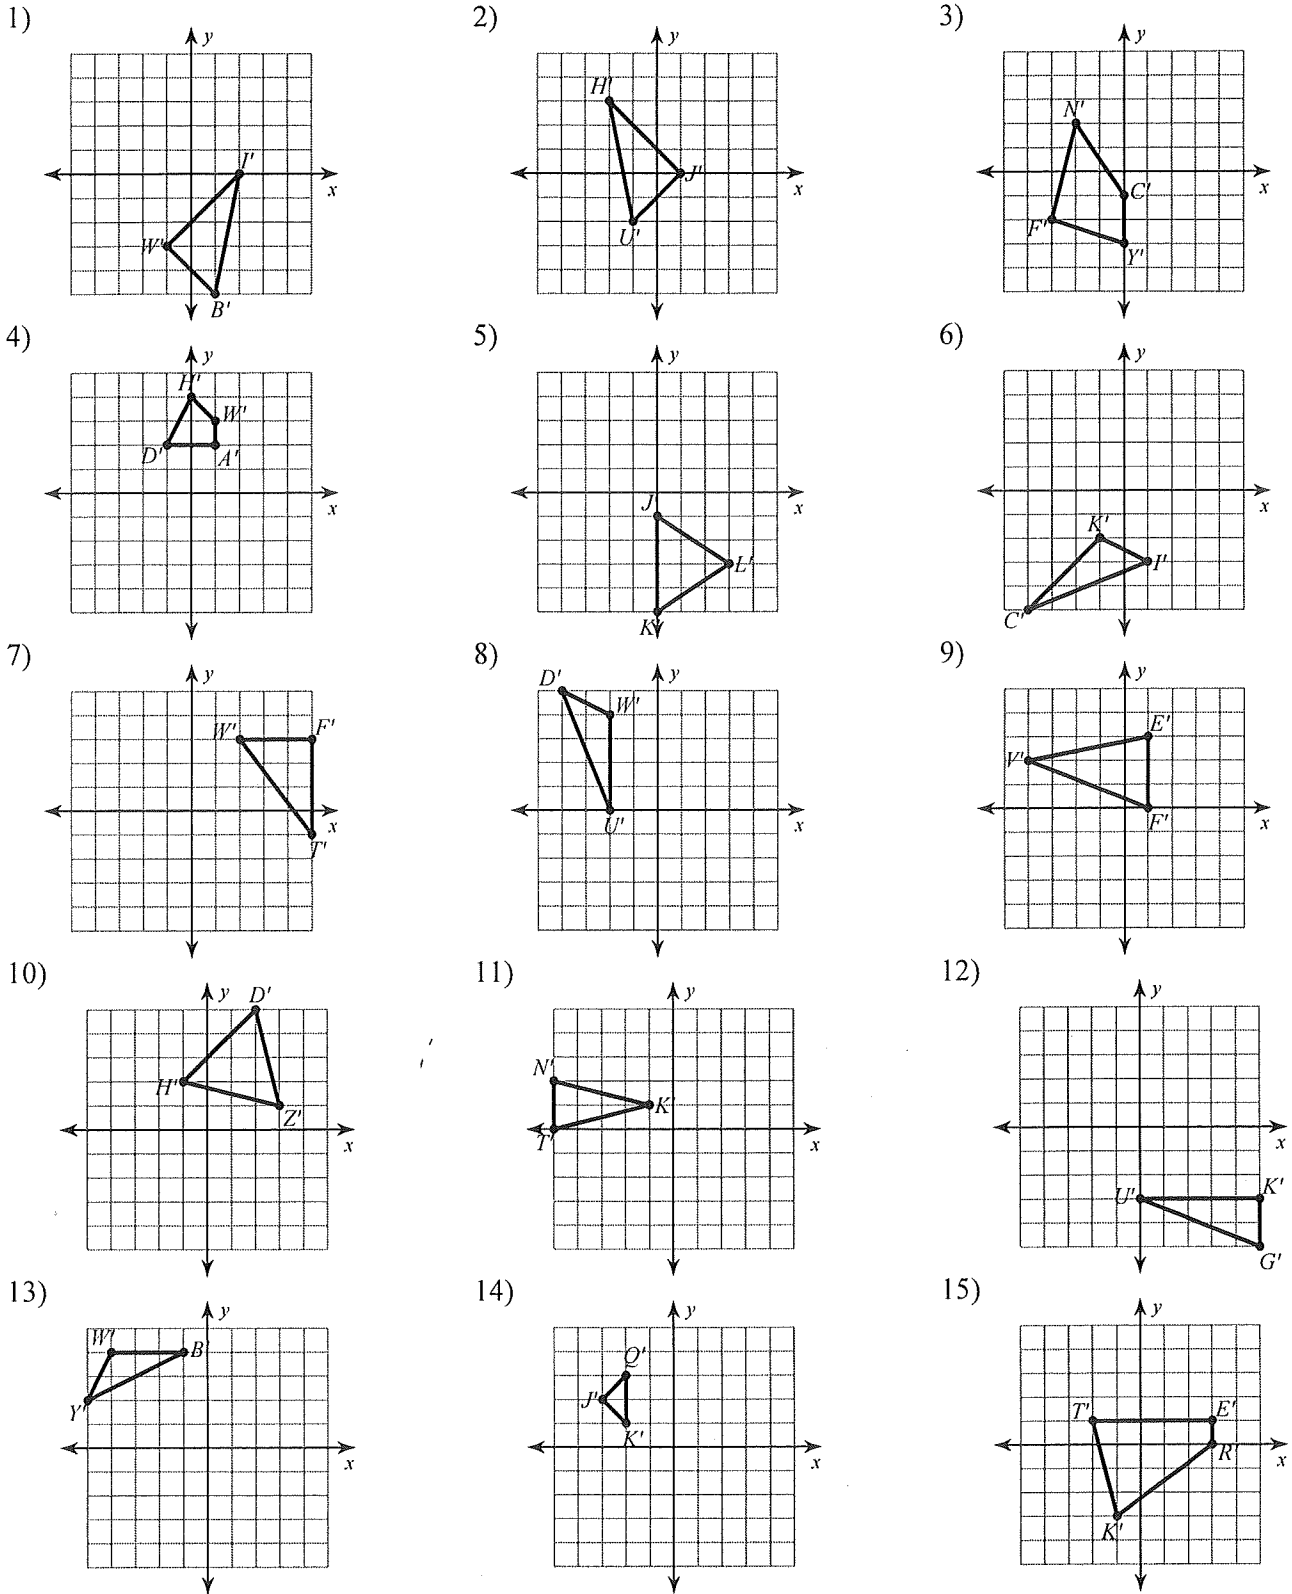 1) 2) 3)
y y y
H'
N'
I' J' C'
x x x
W' U' F' Y'
B'
4) 5) 6)
y y y
H'
W'
D' A'
x x x
J' K'
L' I'
K' C'
7) 8) 9)
y D' y y
W' F' W' E'
V'
x U' x F' x
T'
10) 11) 12)
y D' y y
N'
H' K'
Z' T'
x x x
U' K'
G'
13) 14) 15)
y y y
W' B' Q'
Y' J' T' E'
K' R'
x x x
K'